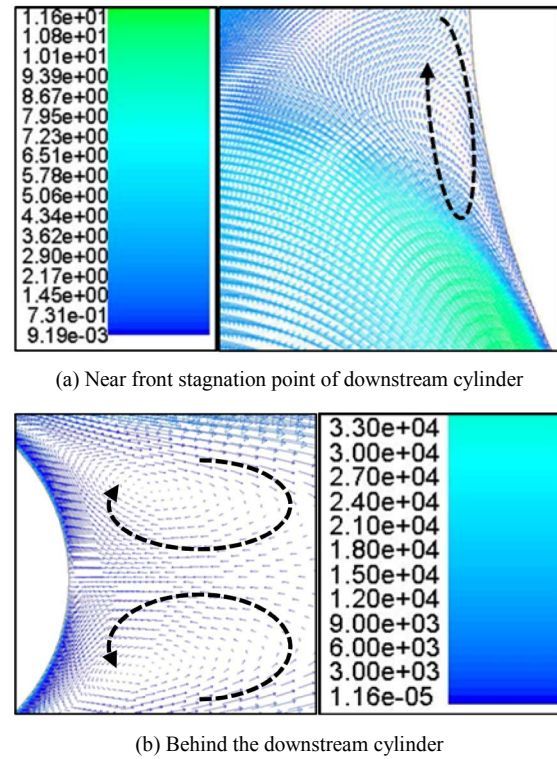 1.16e+01
1.08e+01
1.01e+01
9.39e+00
8.67e+00
7.95e+00
7.23e+00
6.51e+00
5.78e+00
5.06e+00
4.34e+00
3.62e+00
2.90e+00
2.17e+00
1.45e+00
7.31e-01
9.19e-03
(a) Near front stagnation point of downstream cylinder
3.30e+04
3.00e+04
2.70e+04
2.40e+04
2.10e+04
1.80e+04
1.50e+04
1.20e+04
9.00e+03
6.00e+03
3.00e+03
1.16e-05
(b) Behind the downstream cylinder